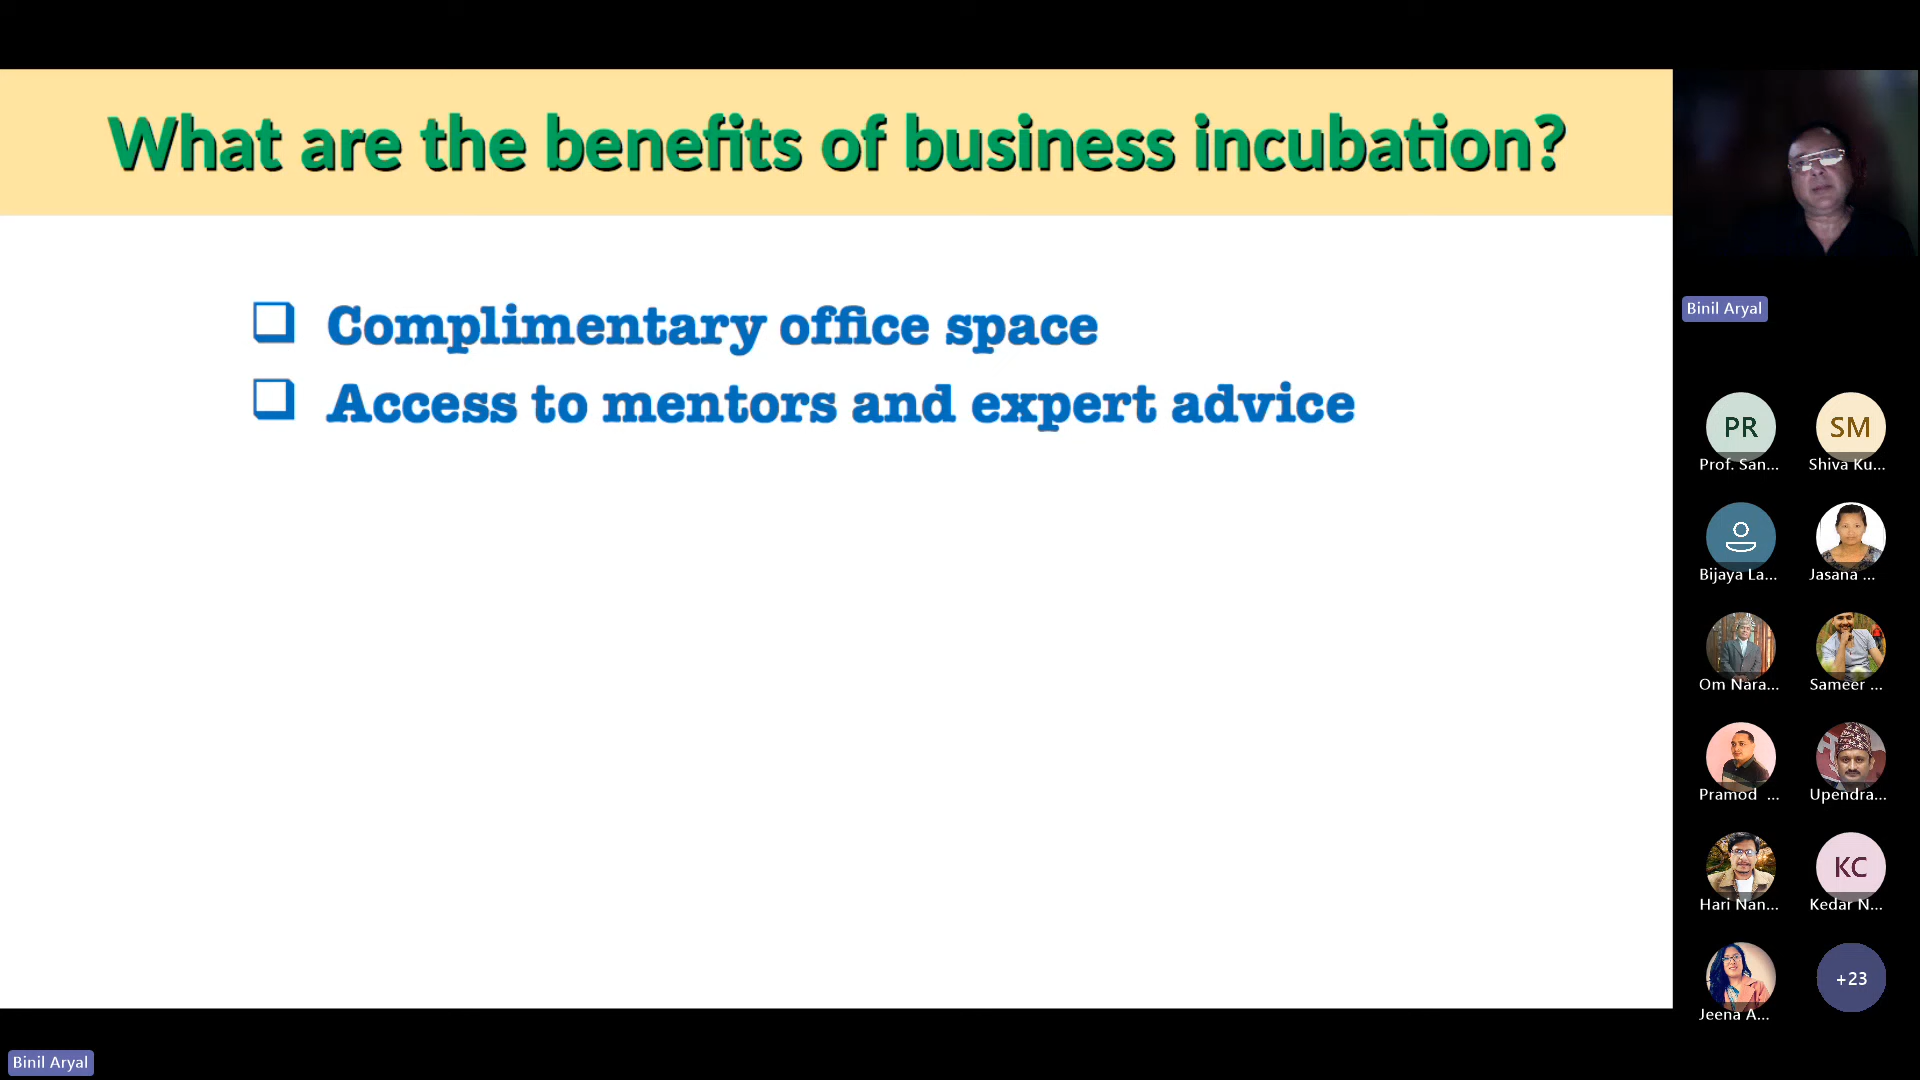 What are the benefits of business incubation?
Complimentary office space
Access to mentors and expert advice
Binil Aryal
PR
Prof. San...
SM
Shiva Ku...
Bijaya La...
Jasana ...
Om Nara...
Sameer ...
Pramod ...
Upendra...
Hari Nan...
KC
Kedar N...
Jeena A...
+23
Binil Aryal